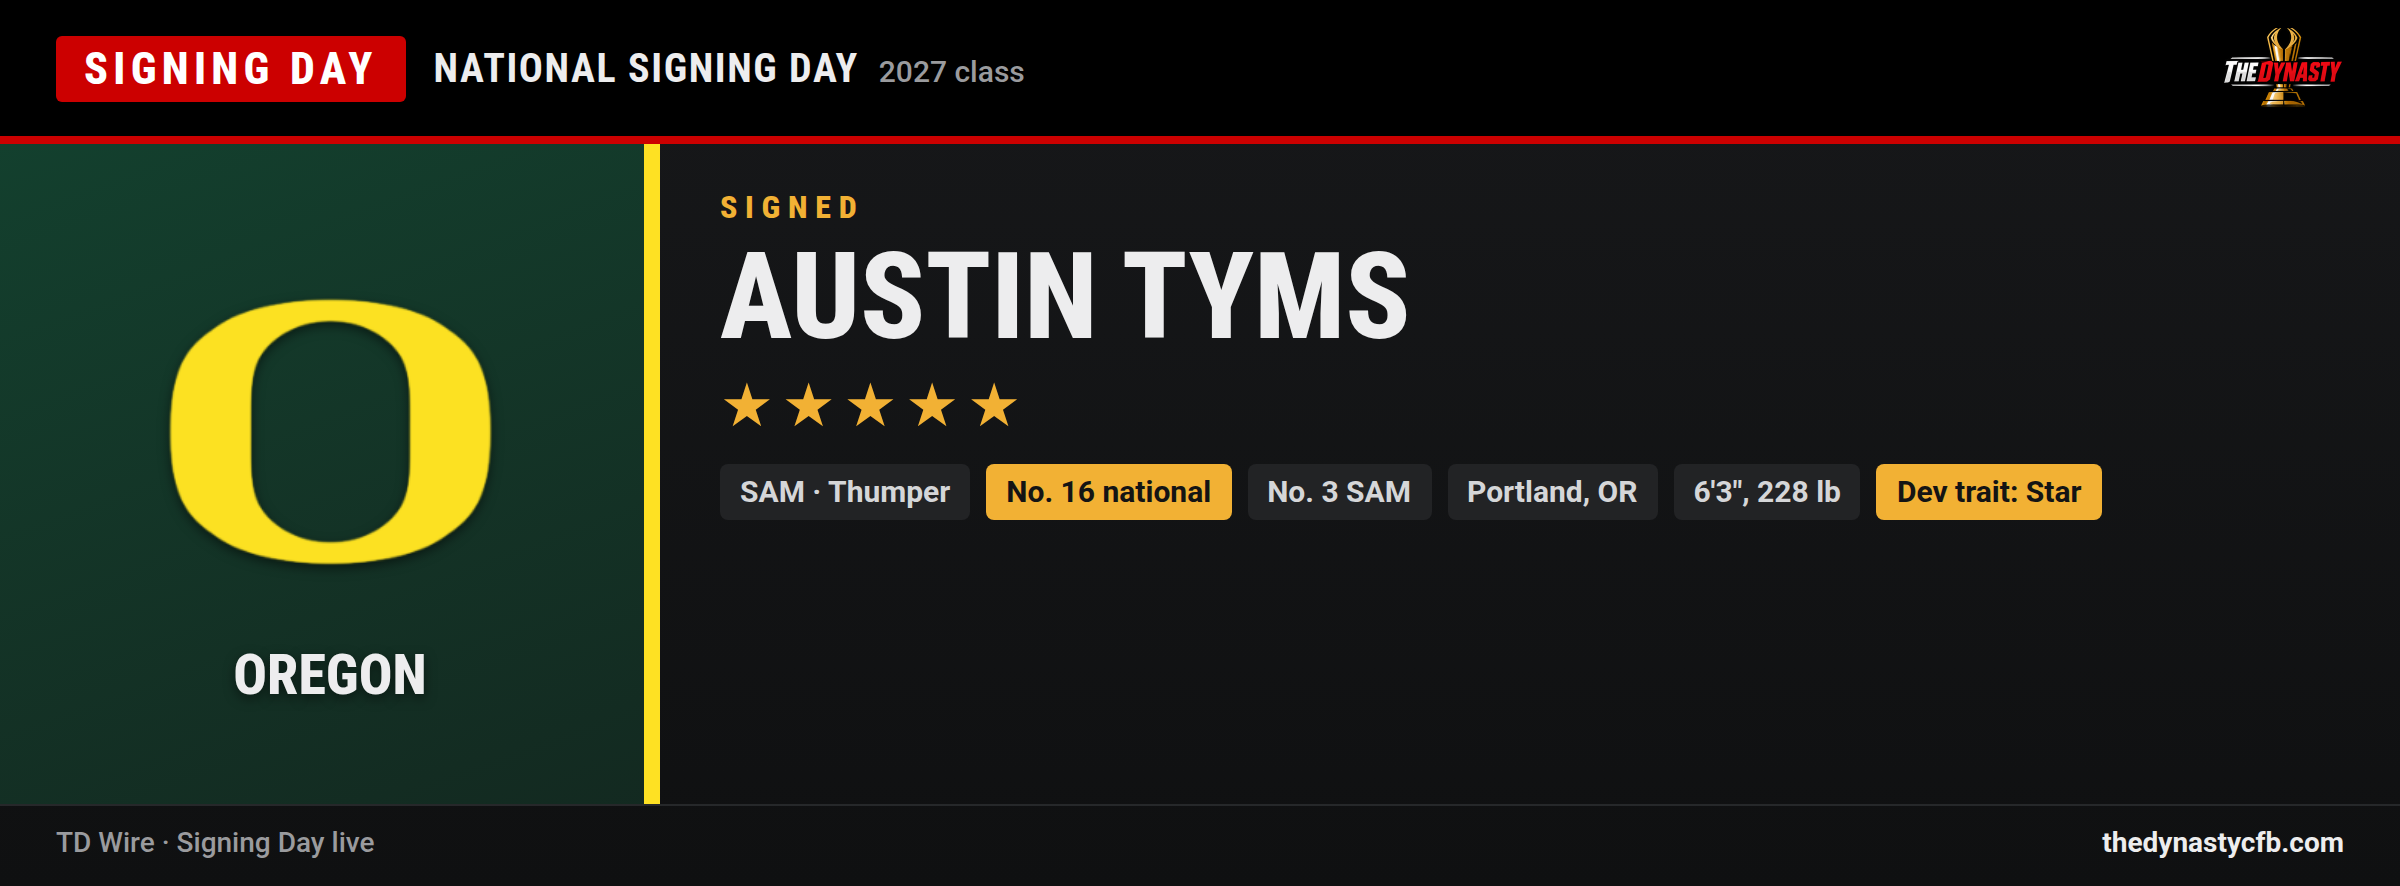 SIGNING DAY NATIONAL SIGNING DAY 2027 class
THE DYNASTY
SIGNED
AUSTIN TYMS
★★★★★
SAM · Thumper No. 16 national No. 3 SAM Portland, OR 6'3", 228 lb Dev trait: Star
O
OREGON
TD Wire · Signing Day live thedynastycfb.com